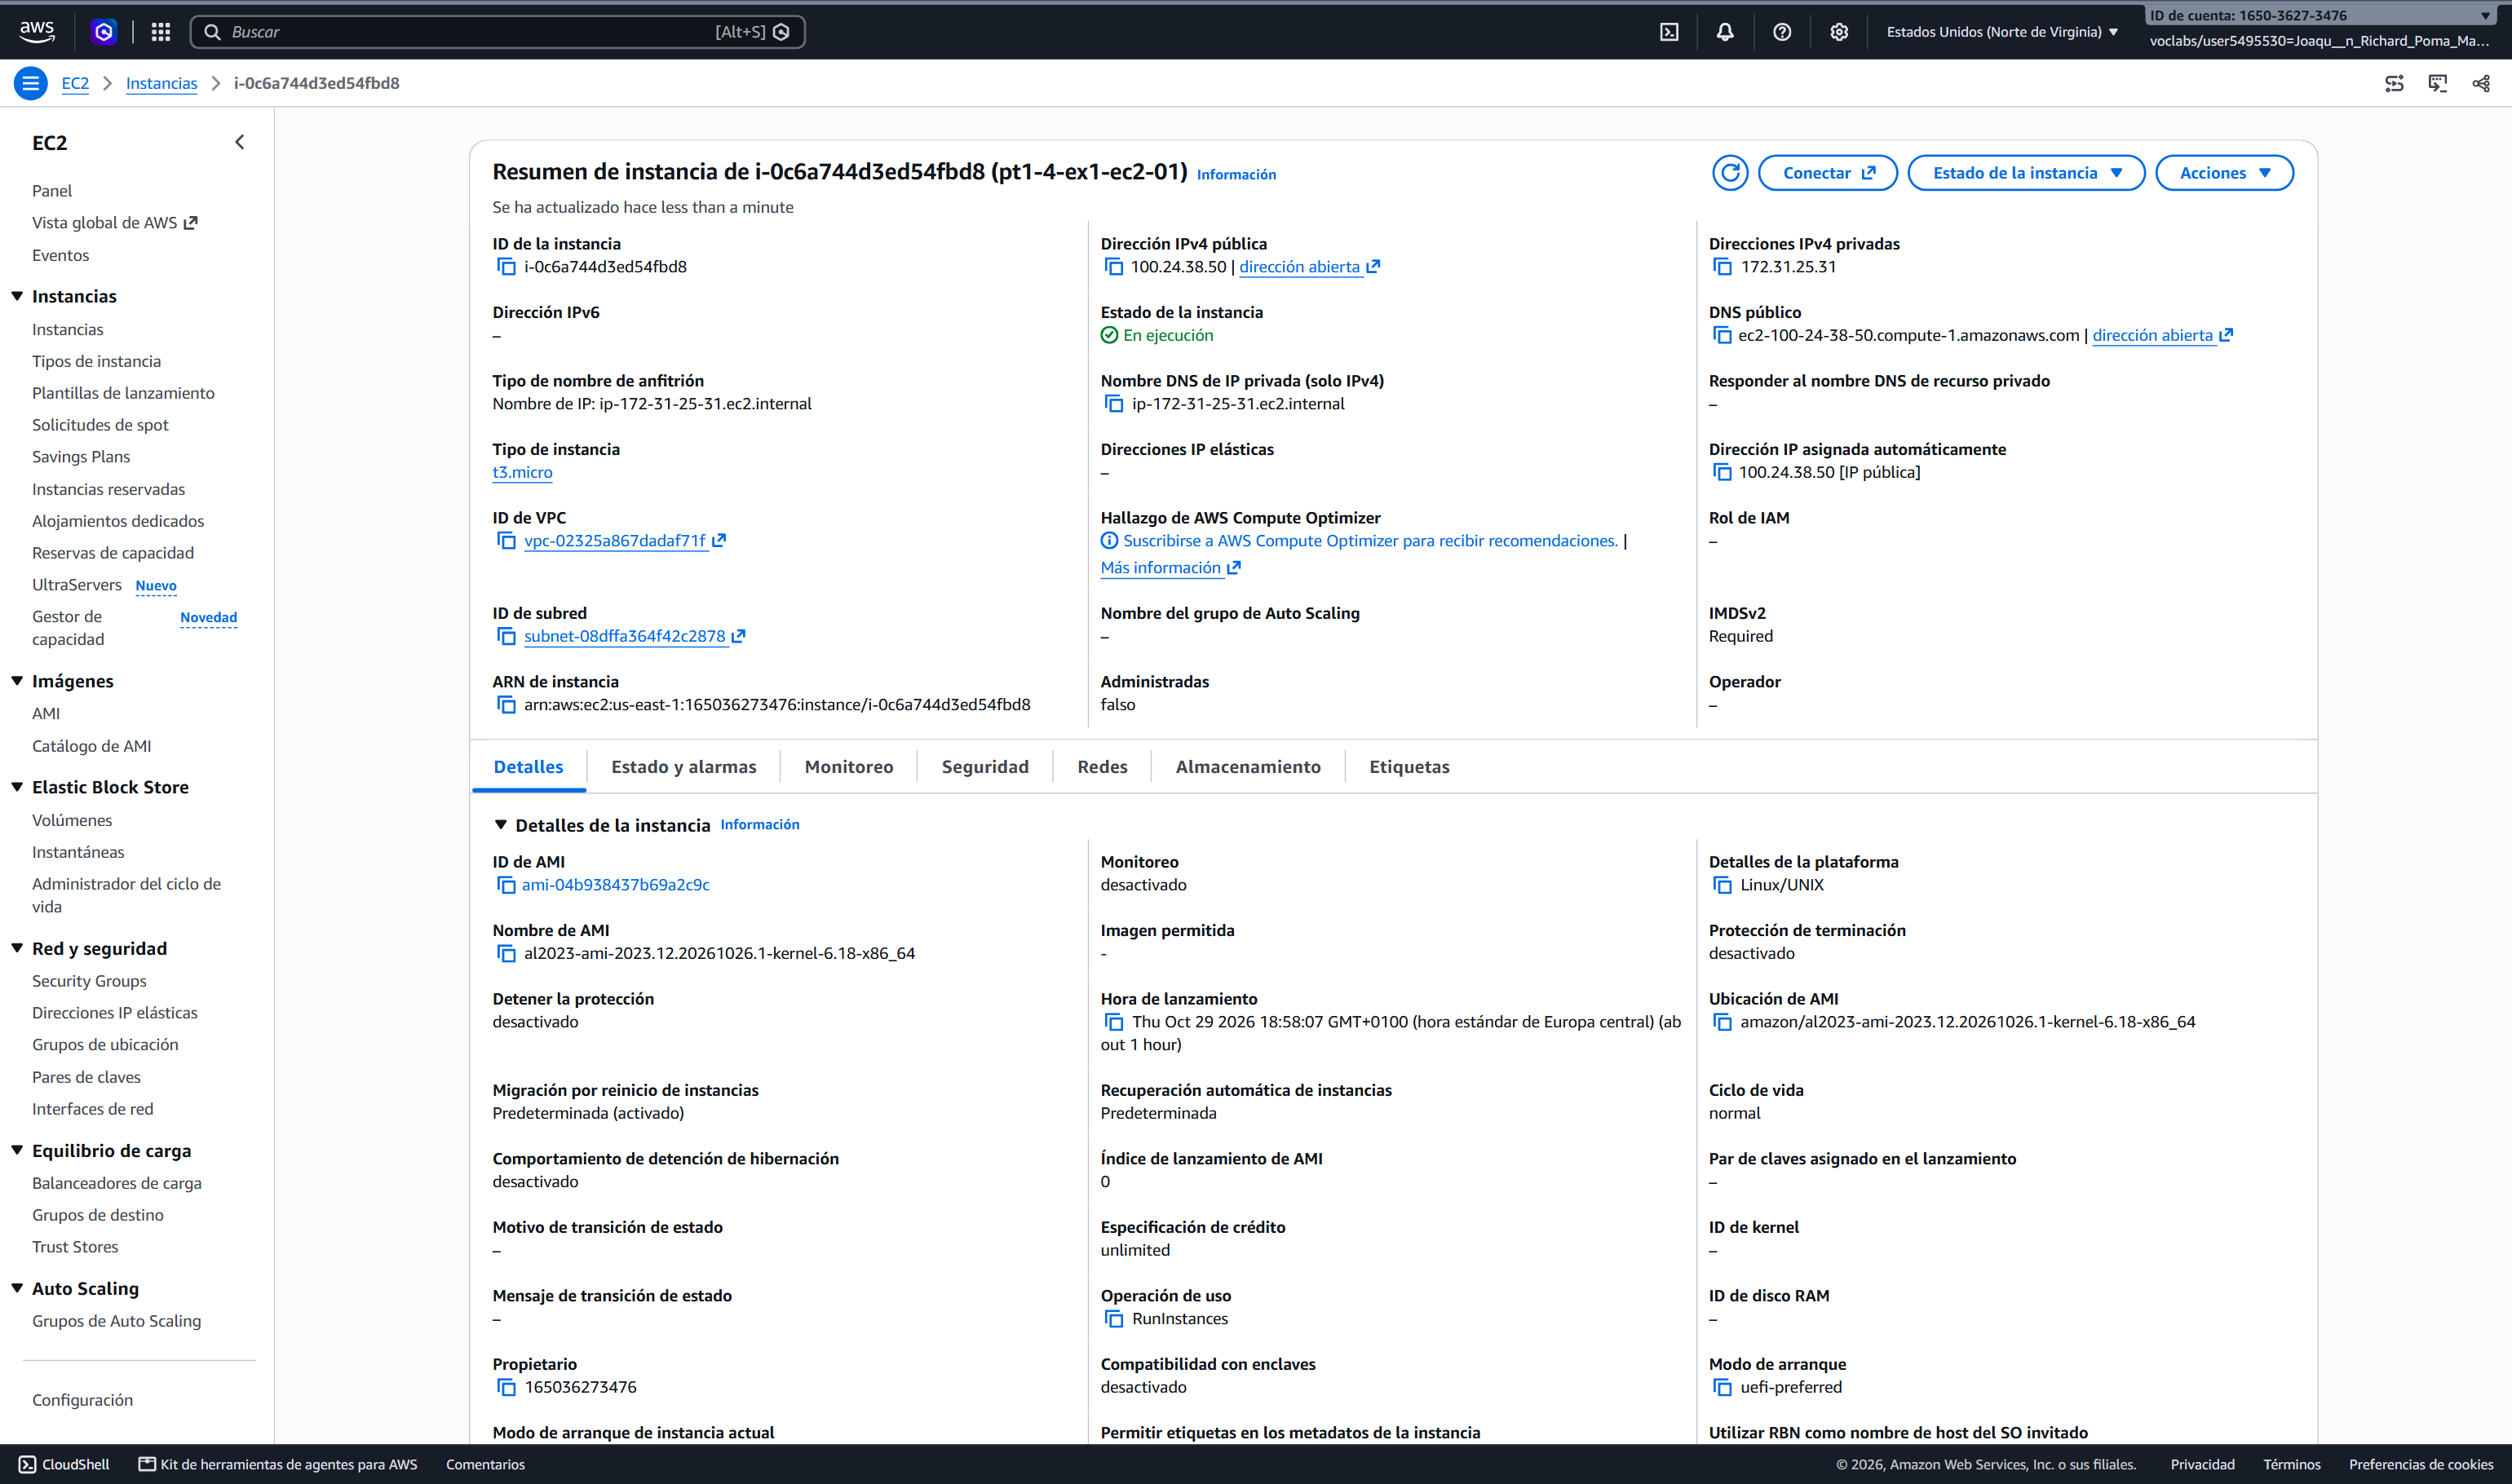 aws
Buscar [Alt+S]
Estados Unidos (Norte de Virginia)
ID de cuenta: 1650-3627-3476
voclabs/user5495530=Joaqu__n_Richard_Poma_Ma...
EC2 Instancias i-0c6a744d3ed54fbd8
EC2
Panel
Vista global de AWS
Eventos
Instancias
Instancias
Tipos de instancia
Plantillas de lanzamiento
Solicitudes de spot
Savings Plans
Instancias reservadas
Alojamientos dedicados
Reservas de capacidad
UltraServers Nuevo
Gestor de Novedad
capacidad
Imágenes
AMI
Catálogo de AMI
Elastic Block Store
Volúmenes
Instantáneas
Administrador del ciclo de
vida
Red y seguridad
Security Groups
Direcciones IP elásticas
Grupos de ubicación
Pares de claves
Interfaces de red
Equilibrio de carga
Balanceadores de carga
Grupos de destino
Trust Stores
Auto Scaling
Grupos de Auto Scaling
Configuración
Resumen de instancia de i-0c6a744d3ed54fbd8 (pt1-4-ex1-ec2-01) Información
Conectar Estado de la instancia Acciones
Se ha actualizado hace less than a minute
ID de la instancia
i-0c6a744d3ed54fbd8
Dirección IPv4 pública
100.24.38.50 | dirección abierta
Direcciones IPv4 privadas
172.31.25.31
Dirección IPv6
–
Estado de la instancia
En ejecución
DNS público
ec2-100-24-38-50.compute-1.amazonaws.com | dirección abierta
Tipo de nombre de anfitrión
Nombre de IP: ip-172-31-25-31.ec2.internal
Nombre DNS de IP privada (solo IPv4)
ip-172-31-25-31.ec2.internal
Responder al nombre DNS de recurso privado
–
Tipo de instancia
t3.micro
Direcciones IP elásticas
–
Dirección IP asignada automáticamente
100.24.38.50 [IP pública]
ID de VPC
vpc-02325a867dadaf71f
Hallazgo de AWS Compute Optimizer
Suscribirse a AWS Compute Optimizer para recibir recomendaciones. |
Más información
Rol de IAM
–
ID de subred
subnet-08dffa364f42c2878
Nombre del grupo de Auto Scaling
–
IMDSv2
Required
ARN de instancia
arn:aws:ec2:us-east-1:165036273476:instance/i-0c6a744d3ed54fbd8
Administradas
falso
Operador
–
Detalles Estado y alarmas Monitoreo Seguridad Redes Almacenamiento Etiquetas
Detalles de la instancia Información
ID de AMI
ami-04b938437b69a2c9c
Monitoreo
desactivado
Detalles de la plataforma
Linux/UNIX
Nombre de AMI
al2023-ami-2023.12.20261026.1-kernel-6.18-x86_64
Imagen permitida
-
Protección de terminación
desactivado
Detener la protección
desactivado
Hora de lanzamiento
Thu Oct 29 2026 18:58:07 GMT+0100 (hora estándar de Europa central) (ab
out 1 hour)
Ubicación de AMI
amazon/al2023-ami-2023.12.20261026.1-kernel-6.18-x86_64
Migración por reinicio de instancias
Predeterminada (activado)
Recuperación automática de instancias
Predeterminada
Ciclo de vida
normal
Comportamiento de detención de hibernación
desactivado
Índice de lanzamiento de AMI
0
Par de claves asignado en el lanzamiento
–
Motivo de transición de estado
–
Especificación de crédito
unlimited
ID de kernel
–
Mensaje de transición de estado
–
Operación de uso
RunInstances
ID de disco RAM
–
Propietario
165036273476
Compatibilidad con enclaves
desactivado
Modo de arranque
uefi-preferred
Modo de arranque de instancia actual
Permitir etiquetas en los metadatos de la instancia
Utilizar RBN como nombre de host del SO invitado
CloudShell Kit de herramientas de agentes para AWS Comentarios
© 2026, Amazon Web Services, Inc. o sus filiales. Privacidad Términos Preferencias de cookies